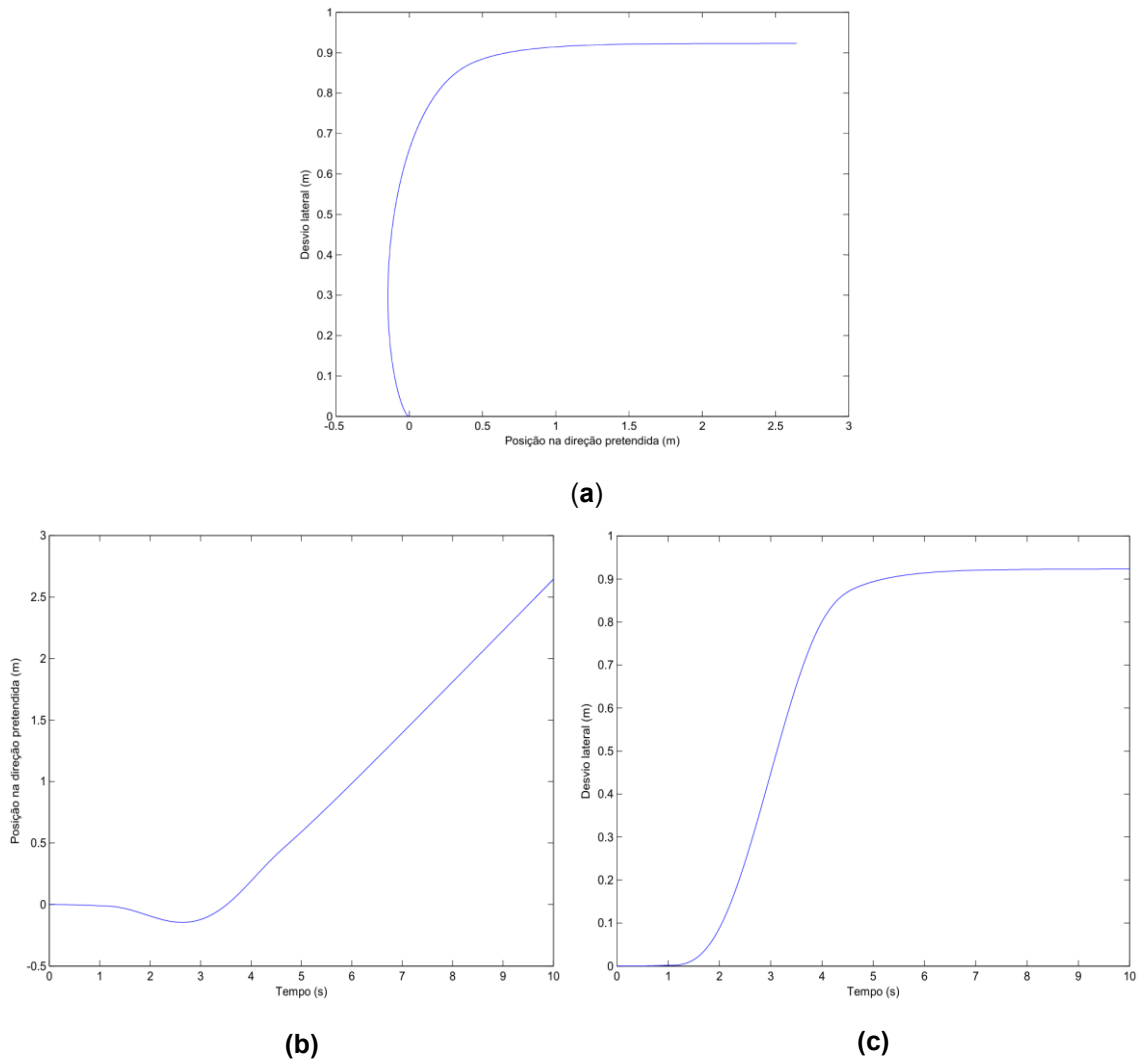 1
0.9
0.8
0.7
0.6
0.5
0.4
0.3
0.2
0.1
0
Desvio lateral (m)
-0.5 0 0.5 1 1.5 2 2.5 3
Posição na direção pretendida (m)
(a)
3
2.5
2
1.5
1
0.5
0
-0.5
Posição na direção pretendida (m)
0 1 2 3 4 5 6 7 8 9 10
Tempo (s)
(b)
1
0.9
0.8
0.7
0.6
0.5
0.4
0.3
0.2
0.1
0
Desvio lateral (m)
0 1 2 3 4 5 6 7 8 9 10
Tempo (s)
(c)